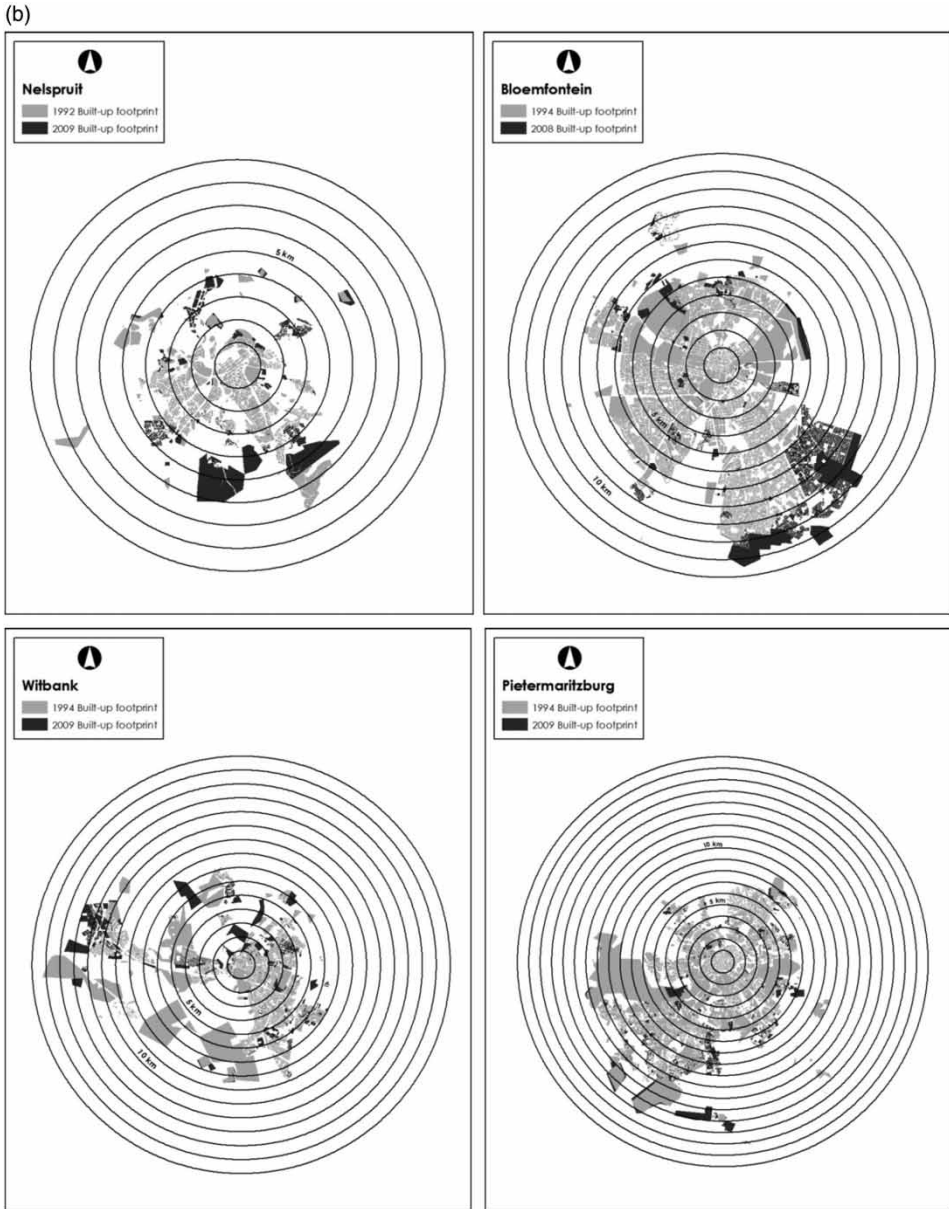 (b)
Nelspruit
1992 Built-up footprint
2009 Built-up footprint
5 km
Bloemfontein
1994 Built-up footprint
2008 Built-up footprint
5 km
10 km
Witbank
1994 Built-up footprint
2009 Built-up footprint
5 km
10 km
Pietermaritzburg
1994 Built-up footprint
2009 Built-up footprint
10 km
5 km